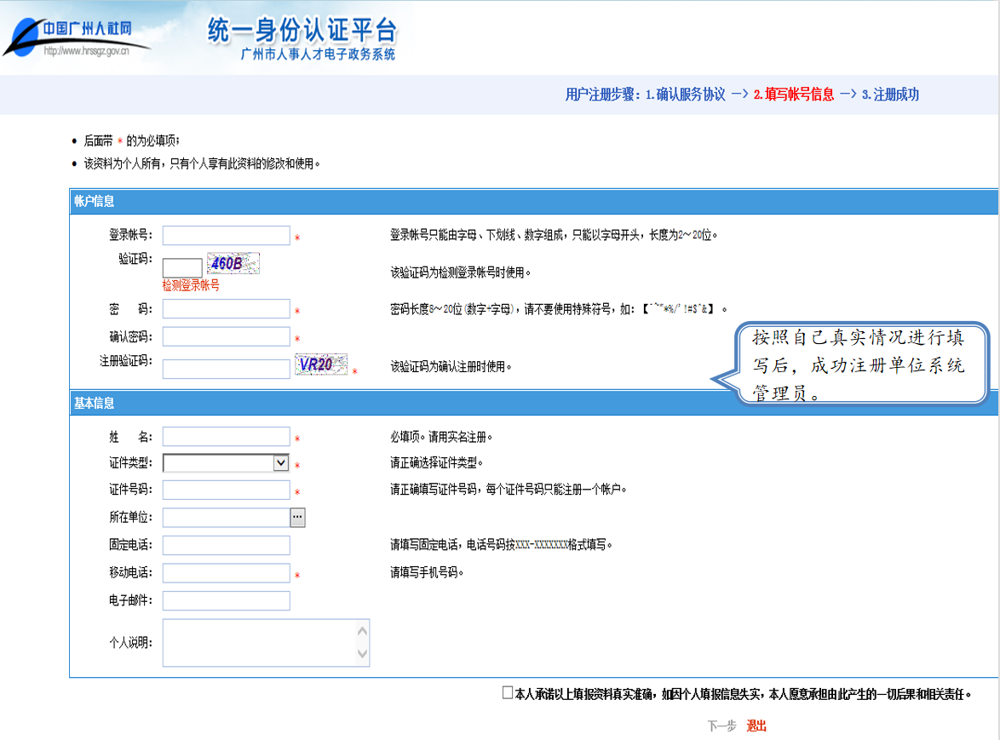 中国广州人社网
http://www.hrssgz.gov.cn
统一身份认证平台
广州市人事人才电子政务系统
用户注册步骤：1.确认服务协议 —> 2.填写帐号信息 —> 3.注册成功
• 后面带 * 的为必填项；
• 该资料为个人所有，只有个人享有此资料的修改和使用。
帐户信息
登录帐号： * 登录帐号只能由字母、下划线、数字组成，只能以字母开头，长度为2～20位。
验证码： 460B 该验证码为检测登录帐号时使用。
检测登录帐号
密 码： * 密码长度8～20位(数字+字母)，请不要使用特殊符号，如：【`~"*%/'!#$^&】 。
确认密码： *
注册验证码： VR20 * 该验证码为确认注册时使用。
按照自己真实情况进行填
写后，成功注册单位系统
管理员。
基本信息
姓 名： * 必填项。请用实名注册。
证件类型： * 请正确选择证件类型。
证件号码： * 请正确填写证件号码，每个证件号码只能注册一个帐户。
所在单位： ...
固定电话： 请填写固定电话，电话号码按XXX-XXXXXXX格式填写。
移动电话： * 请填写手机号码。
电子邮件：
个人说明：
本人承诺以上填报资料真实准确，如因个人填报信息失实，本人愿意承担由此产生的一切后果和相关责任。
下一步 退出